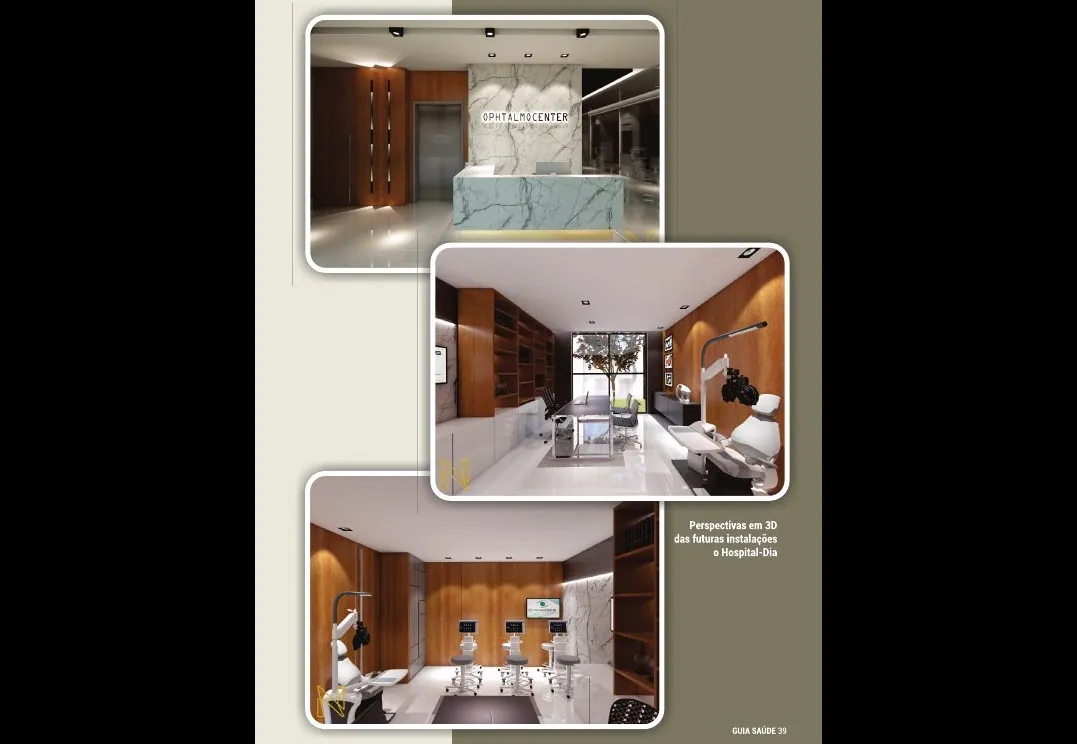 OPHTALMOCENTER
Perspectivas em 3D
das futuras instalações
o Hospital-Dia
GUIA SAÚDE 39